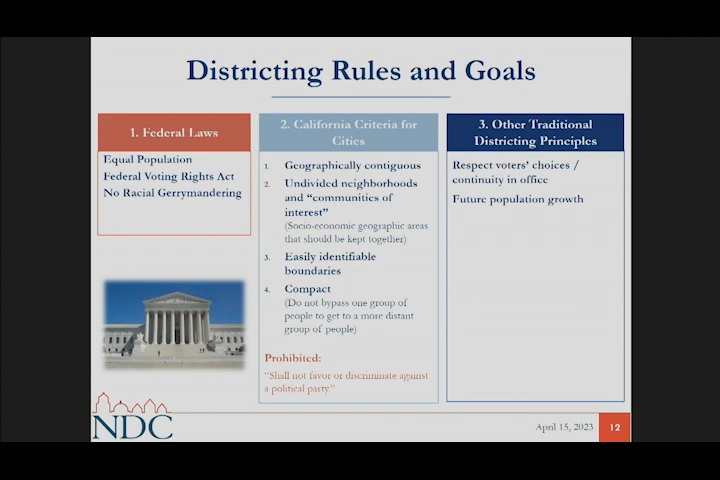 Districting Rules and Goals
1. Federal Laws
Equal Population
Federal Voting Rights Act
No Racial Gerrymandering
2. California Criteria for
Cities
1. Geographically contiguous
2. Undivided neighborhoods
and “communities of
interest”
(Socio-economic geographic areas
that should be kept together)
3. Easily identifiable
boundaries
4. Compact
(Do not bypass one group of
people to get to a more distant
group of people)
Prohibited:
“Shall not favor or discriminate against
a political party.”
3. Other Traditional
Districting Principles
Respect voters’ choices /
continuity in office
Future population growth
NDC
April 15, 2023
12